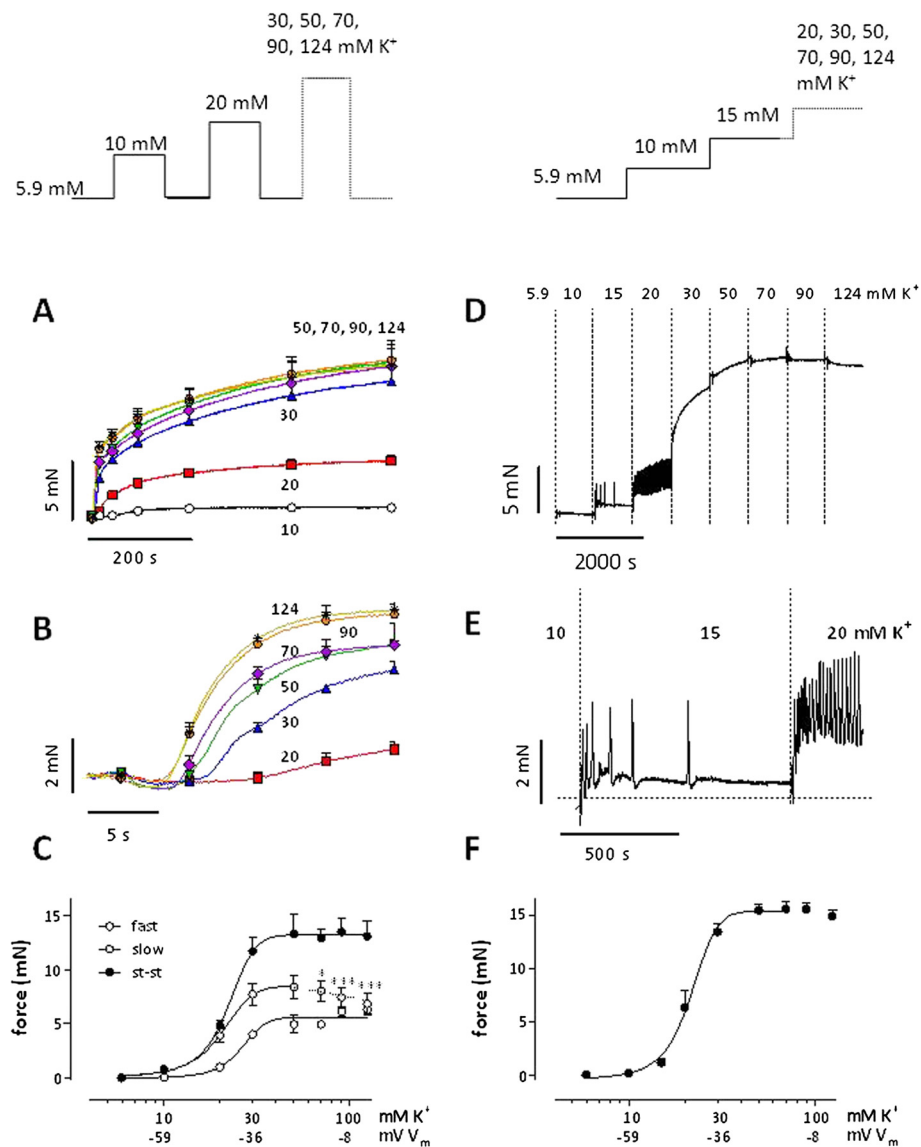 30, 50, 70,
90, 124 mM K⁺
20 mM
10 mM
5.9 mM
20, 30, 50,
70, 90, 124
mM K⁺
15 mM
10 mM
5.9 mM
A
50, 70, 90, 124
30
20
10
5 mN
200 s
B
124
90
70
50
30
20
2 mN
5 s
C
15
10
5
0
force (mN)
fast
slow
st-st
10 30 100 mM K⁺
-59 -36 -8 mV Vₘ
D
5.9 10 15 20 30 50 70 90 124 mM K⁺
5 mN
2000 s
E
10 15 20 mM K⁺
2 mN
500 s
F
15
10
5
0
force (mN)
10 30 100 mM K⁺
-59 -36 -8 mV Vₘ